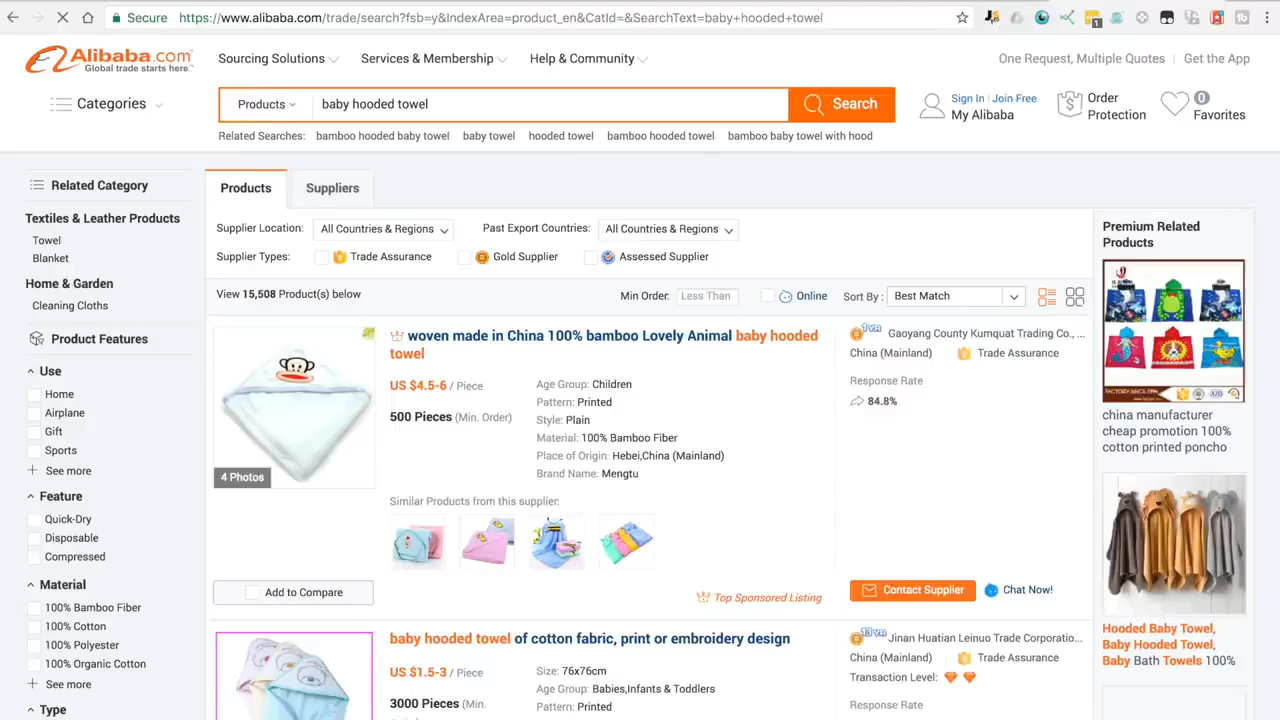 Secure
https://www.alibaba.com/trade/search?fsb=y&IndexArea=product_en&CatId=&SearchText=baby+hooded+towel
1
Alibaba.com
Global trade starts here.™
Sourcing Solutions
Services & Membership
Help & Community
One Request, Multiple Quotes
Get the App
Categories
Products
baby hooded towel
Search
Sign In | Join Free
My Alibaba
Order
Protection
0
Favorites
Related Searches:
bamboo hooded baby towel
baby towel
hooded towel
bamboo hooded towel
bamboo baby towel with hood
Related Category
Textiles & Leather Products
Towel
Blanket
Home & Garden
Cleaning Cloths
Product Features
Use
Home
Airplane
Gift
Sports
See more
Feature
Quick-Dry
Disposable
Compressed
Material
100% Bamboo Fiber
100% Cotton
100% Polyester
100% Organic Cotton
See more
Type
Products
Suppliers
Supplier Location:
All Countries & Regions
Past Export Countries:
All Countries & Regions
Supplier Types:
Trade Assurance
Gold Supplier
Assessed Supplier
View 15,508 Product(s) below
Min Order:
Less Than
Online
Sort By :
Best Match
4 Photos
Add to Compare
woven made in China 100% bamboo Lovely Animal baby hooded
towel
US $4.5-6 / Piece
500 Pieces (Min. Order)
Age Group: Children
Pattern: Printed
Style: Plain
Material: 100% Bamboo Fiber
Place of Origin: Hebei,China (Mainland)
Brand Name: Mengtu
Similar Products from this supplier:
Top Sponsored Listing
1YR
Gaoyang County Kumquat Trading Co., ...
China (Mainland)
Trade Assurance
Response Rate
84.8%
Contact Supplier
Chat Now!
baby hooded towel of cotton fabric, print or embroidery design
US $1.5-3 / Piece
3000 Pieces (Min.
Size: 76x76cm
Age Group: Babies,Infants & Toddlers
Pattern: Printed
13YR
Jinan Huatian Leinuo Trade Corporatio...
China (Mainland)
Trade Assurance
Transaction Level:
Response Rate
Premium Related
Products
china manufacturer
cheap promotion 100%
cotton printed poncho
Hooded Baby Towel,
Baby Hooded Towel,
Baby Bath Towels 100%